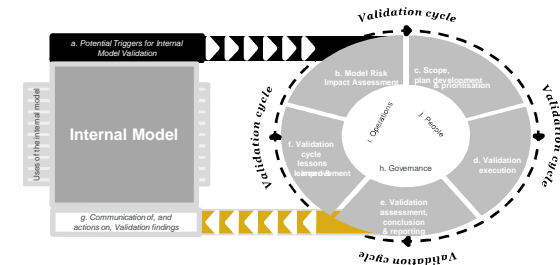 Validation cycle
a. Potential Triggers for Internal
Model Validation
b. Model Risk
Impact Assessment
c. Scope,
plan development
& prioritisation
Validation cycle
Validation cycle
Uses of the internal model
Internal Model
i. Operations
j. People
f. Validation
cycle
lessons
learned &
improvement
d. Validation
execution
h. Governance
g. Communication of, and
actions on, Validation findings
e. Validation
assessment,
conclusion
& reporting
Validation cycle